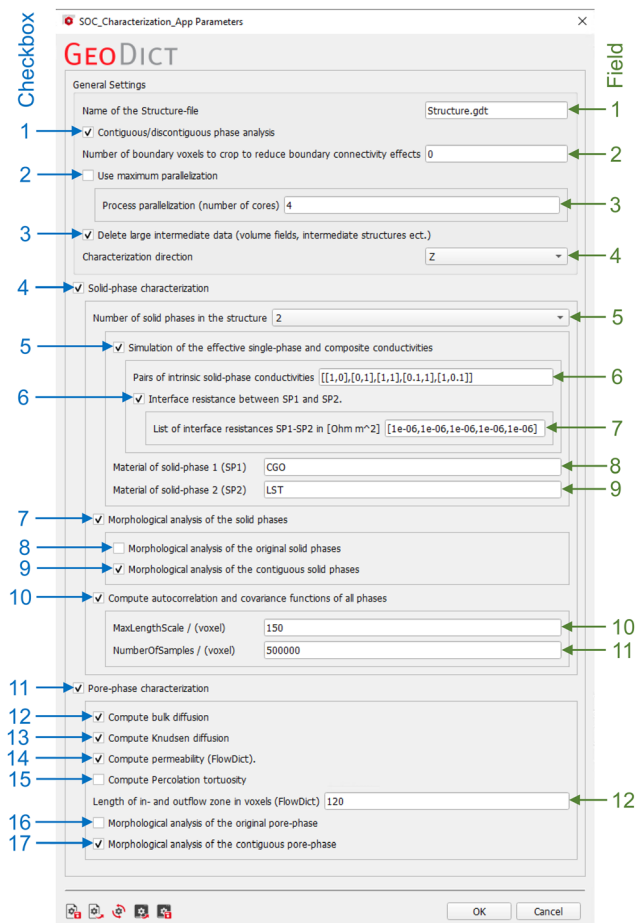 Checkbox
SOC_Characterization_App Parameters
GEODICT
Field
General Settings
Name of the Structure-file Structure.gdt 1
1 Contiguous/discontiguous phase analysis
Number of boundary voxels to crop to reduce boundary connectivity effects 0 2
2 Use maximum parallelization
Process parallelization (number of cores) 4 3
3 Delete large intermediate data (volume fields, intermediate structures ect.)
Characterization direction Z 4
4 Solid-phase characterization
Number of solid phases in the structure 2 5
5 Simulation of the effective single-phase and composite conductivities
Pairs of intrinsic solid-phase conductivities [[1,0],[0,1],[1,1],[0.1,1],[1,0.1]] 6
6 Interface resistance between SP1 and SP2.
List of interface resistances SP1-SP2 in [Ohm m^2] [1e-06,1e-06,1e-06,1e-06,1e-06] 7
Material of solid-phase 1 (SP1) CGO 8
Material of solid-phase 2 (SP2) LST 9
7 Morphological analysis of the solid phases
8 Morphological analysis of the original solid phases
9 Morphological analysis of the contiguous solid phases
10 Compute autocorrelation and covariance functions of all phases
MaxLengthScale / (voxel) 150 10
NumberOfSamples / (voxel) 500000 11
11 Pore-phase characterization
12 Compute bulk diffusion
13 Compute Knudsen diffusion
14 Compute permeability (FlowDict).
15 Compute Percolation tortuosity
Length of in- and outflow zone in voxels (FlowDict) 120 12
16 Morphological analysis of the original pore-phase
17 Morphological analysis of the contiguous pore-phase
OK Cancel